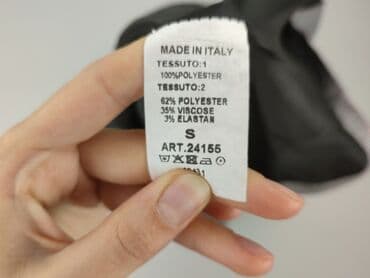 MADE IN ITALY
TESSUTO:1
100%POLYESTER
TESSUTO:2
62% POLYESTER
35% VISCOSE
3% ELASTAN
S
ART.24155